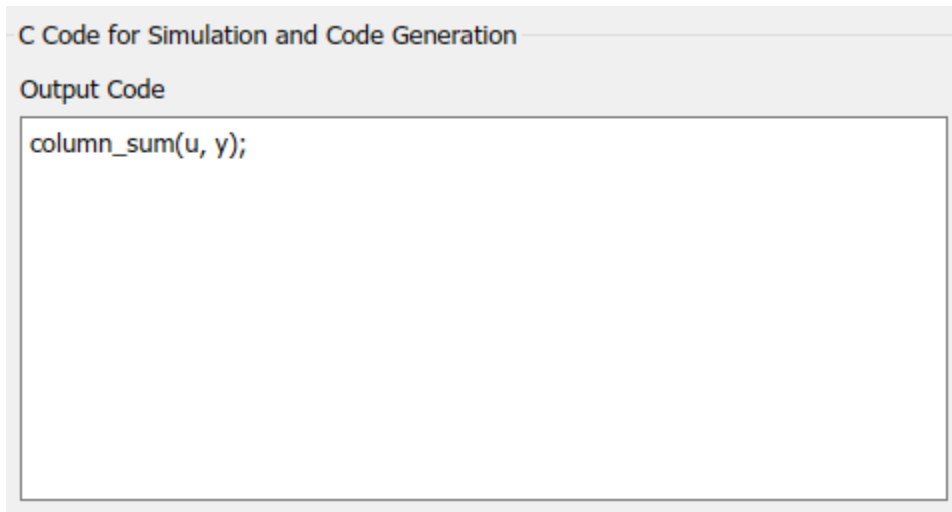 C Code for Simulation and Code Generation
Output Code
column_sum(u, y);